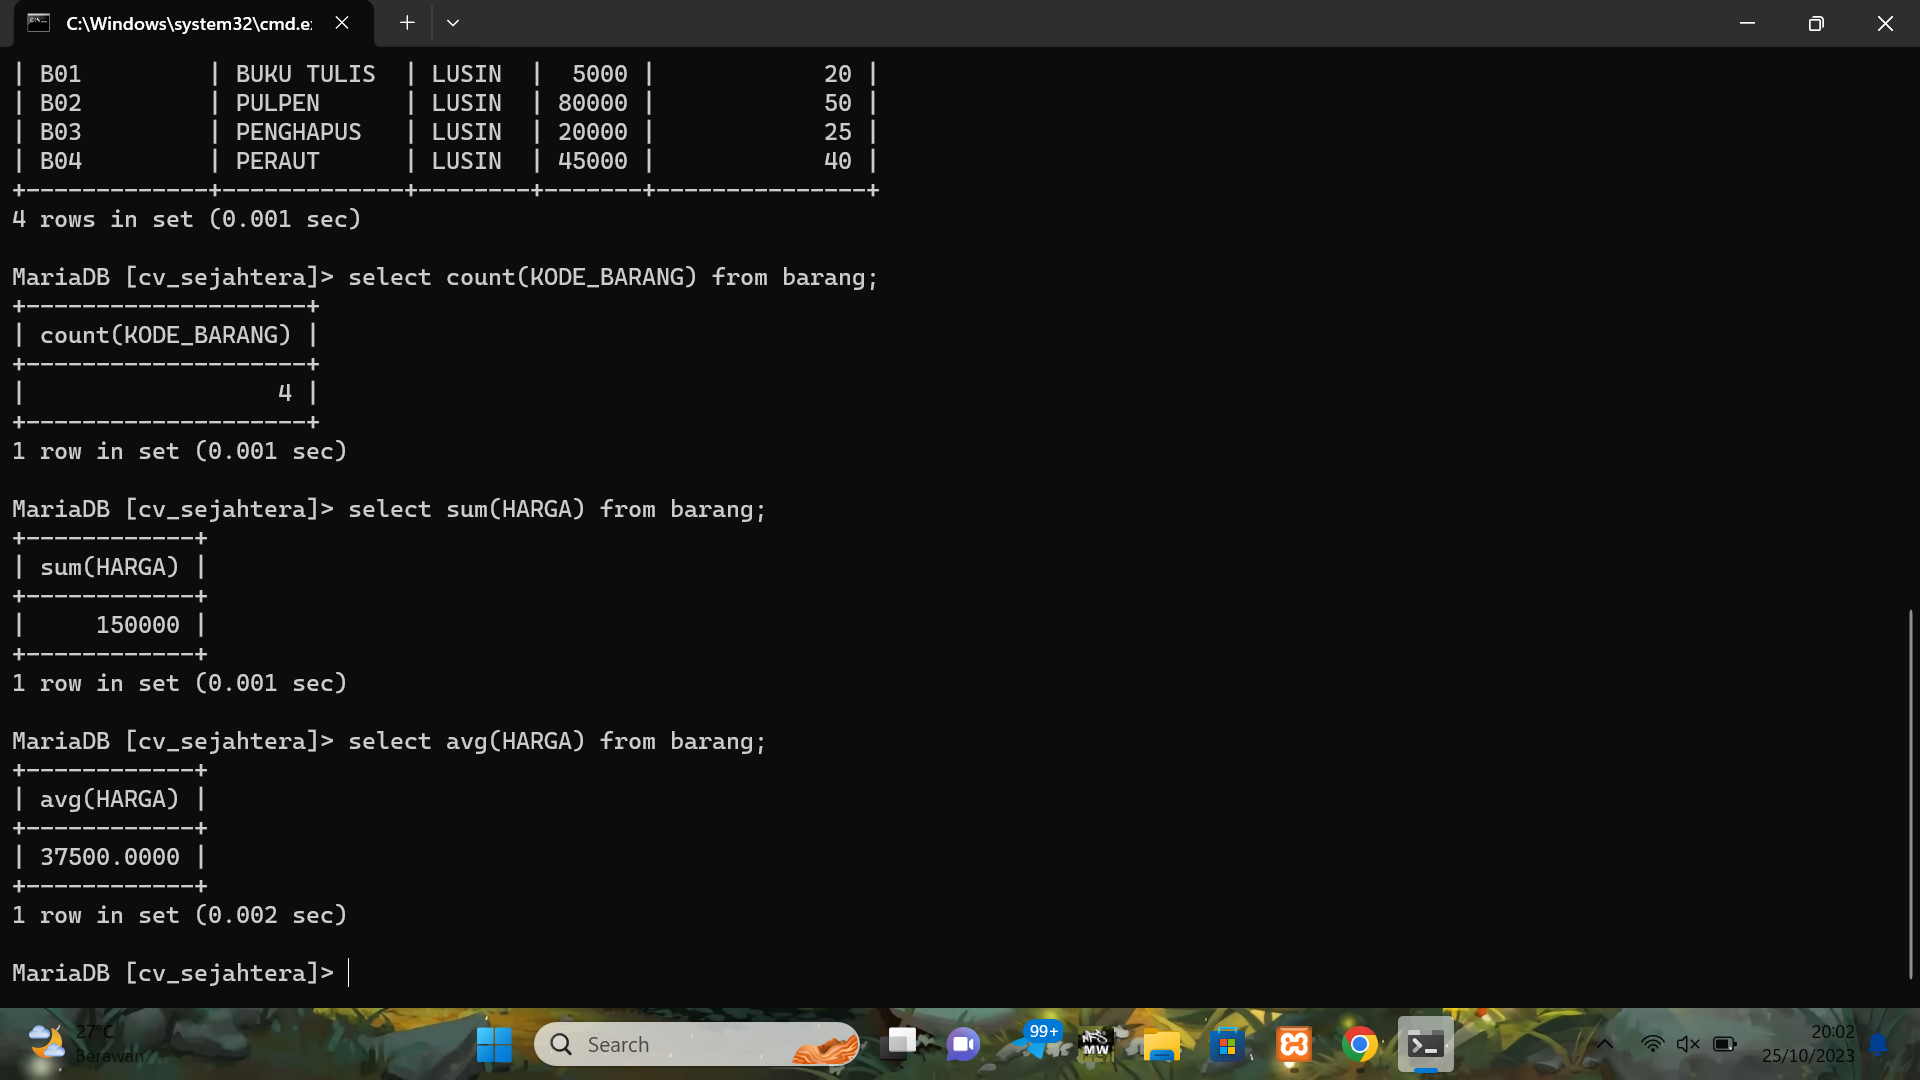 C:\Windows\system32\cmd.e
| B01         | BUKU TULIS  | LUSIN  |  5000 |            20 |
| B02         | PULPEN      | LUSIN  | 80000 |            50 |
| B03         | PENGHAPUS   | LUSIN  | 20000 |            25 |
| B04         | PERAUT      | LUSIN  | 45000 |            40 |
+-------------+-------------+--------+-------+---------------+
4 rows in set (0.001 sec)
MariaDB [cv_sejahtera]> select count(KODE_BARANG) from barang;
+--------------------+
| count(KODE_BARANG) |
+--------------------+
|                  4 |
+--------------------+
1 row in set (0.001 sec)
MariaDB [cv_sejahtera]> select sum(HARGA) from barang;
+------------+
| sum(HARGA) |
+------------+
|     150000 |
+------------+
1 row in set (0.001 sec)
MariaDB [cv_sejahtera]> select avg(HARGA) from barang;
+------------+
| avg(HARGA) |
+------------+
| 37500.0000 |
+------------+
1 row in set (0.002 sec)
MariaDB [cv_sejahtera]>
27°C
Berawan
Search
99+
NFS
MW
20:02
25/10/2023